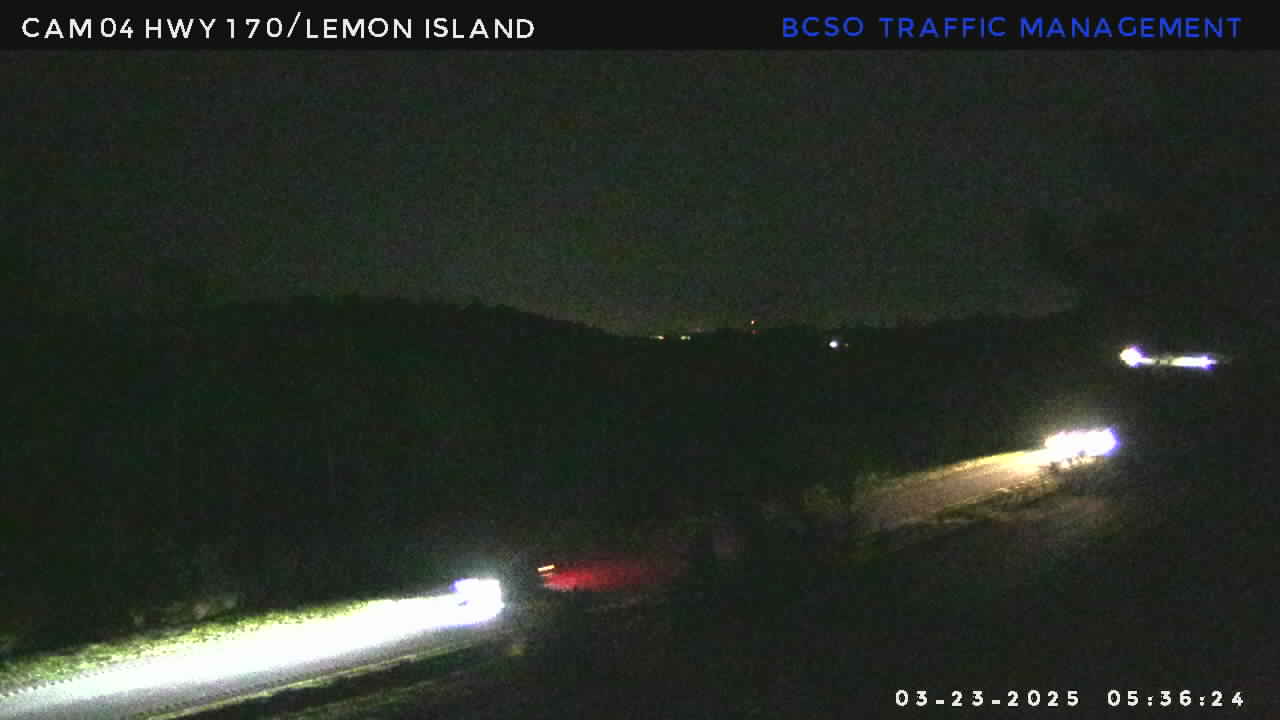 CAM04 HWY 170/LEMON ISLAND
BCSO TRAFFIC MANAGEMENT
03-23-2025 05:36:24